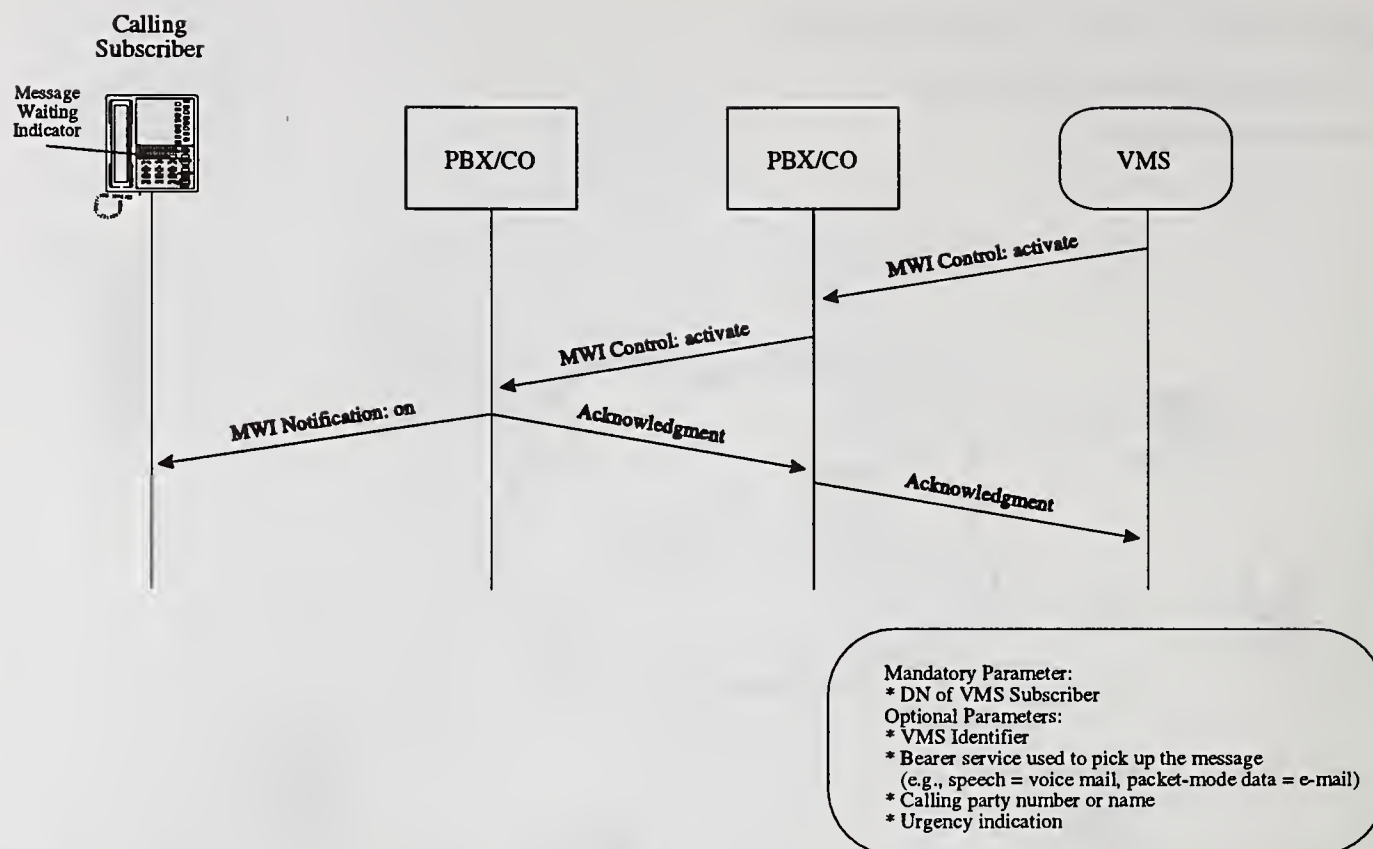 Calling
Subscriber
Message
Waiting
Indicator
PBX/CO
PBX/CO
VMS
MWI Control: activate
MWI Control: activate
MWI Notification: on
Acknowledgment
Acknowledgment
Mandatory Parameter:
* DN of VMS Subscriber
Optional Parameters:
* VMS Identifier
* Bearer service used to pick up the message
(e.g., speech = voice mail, packet-mode data = e-mail)
* Calling party number or name
* Urgency indication